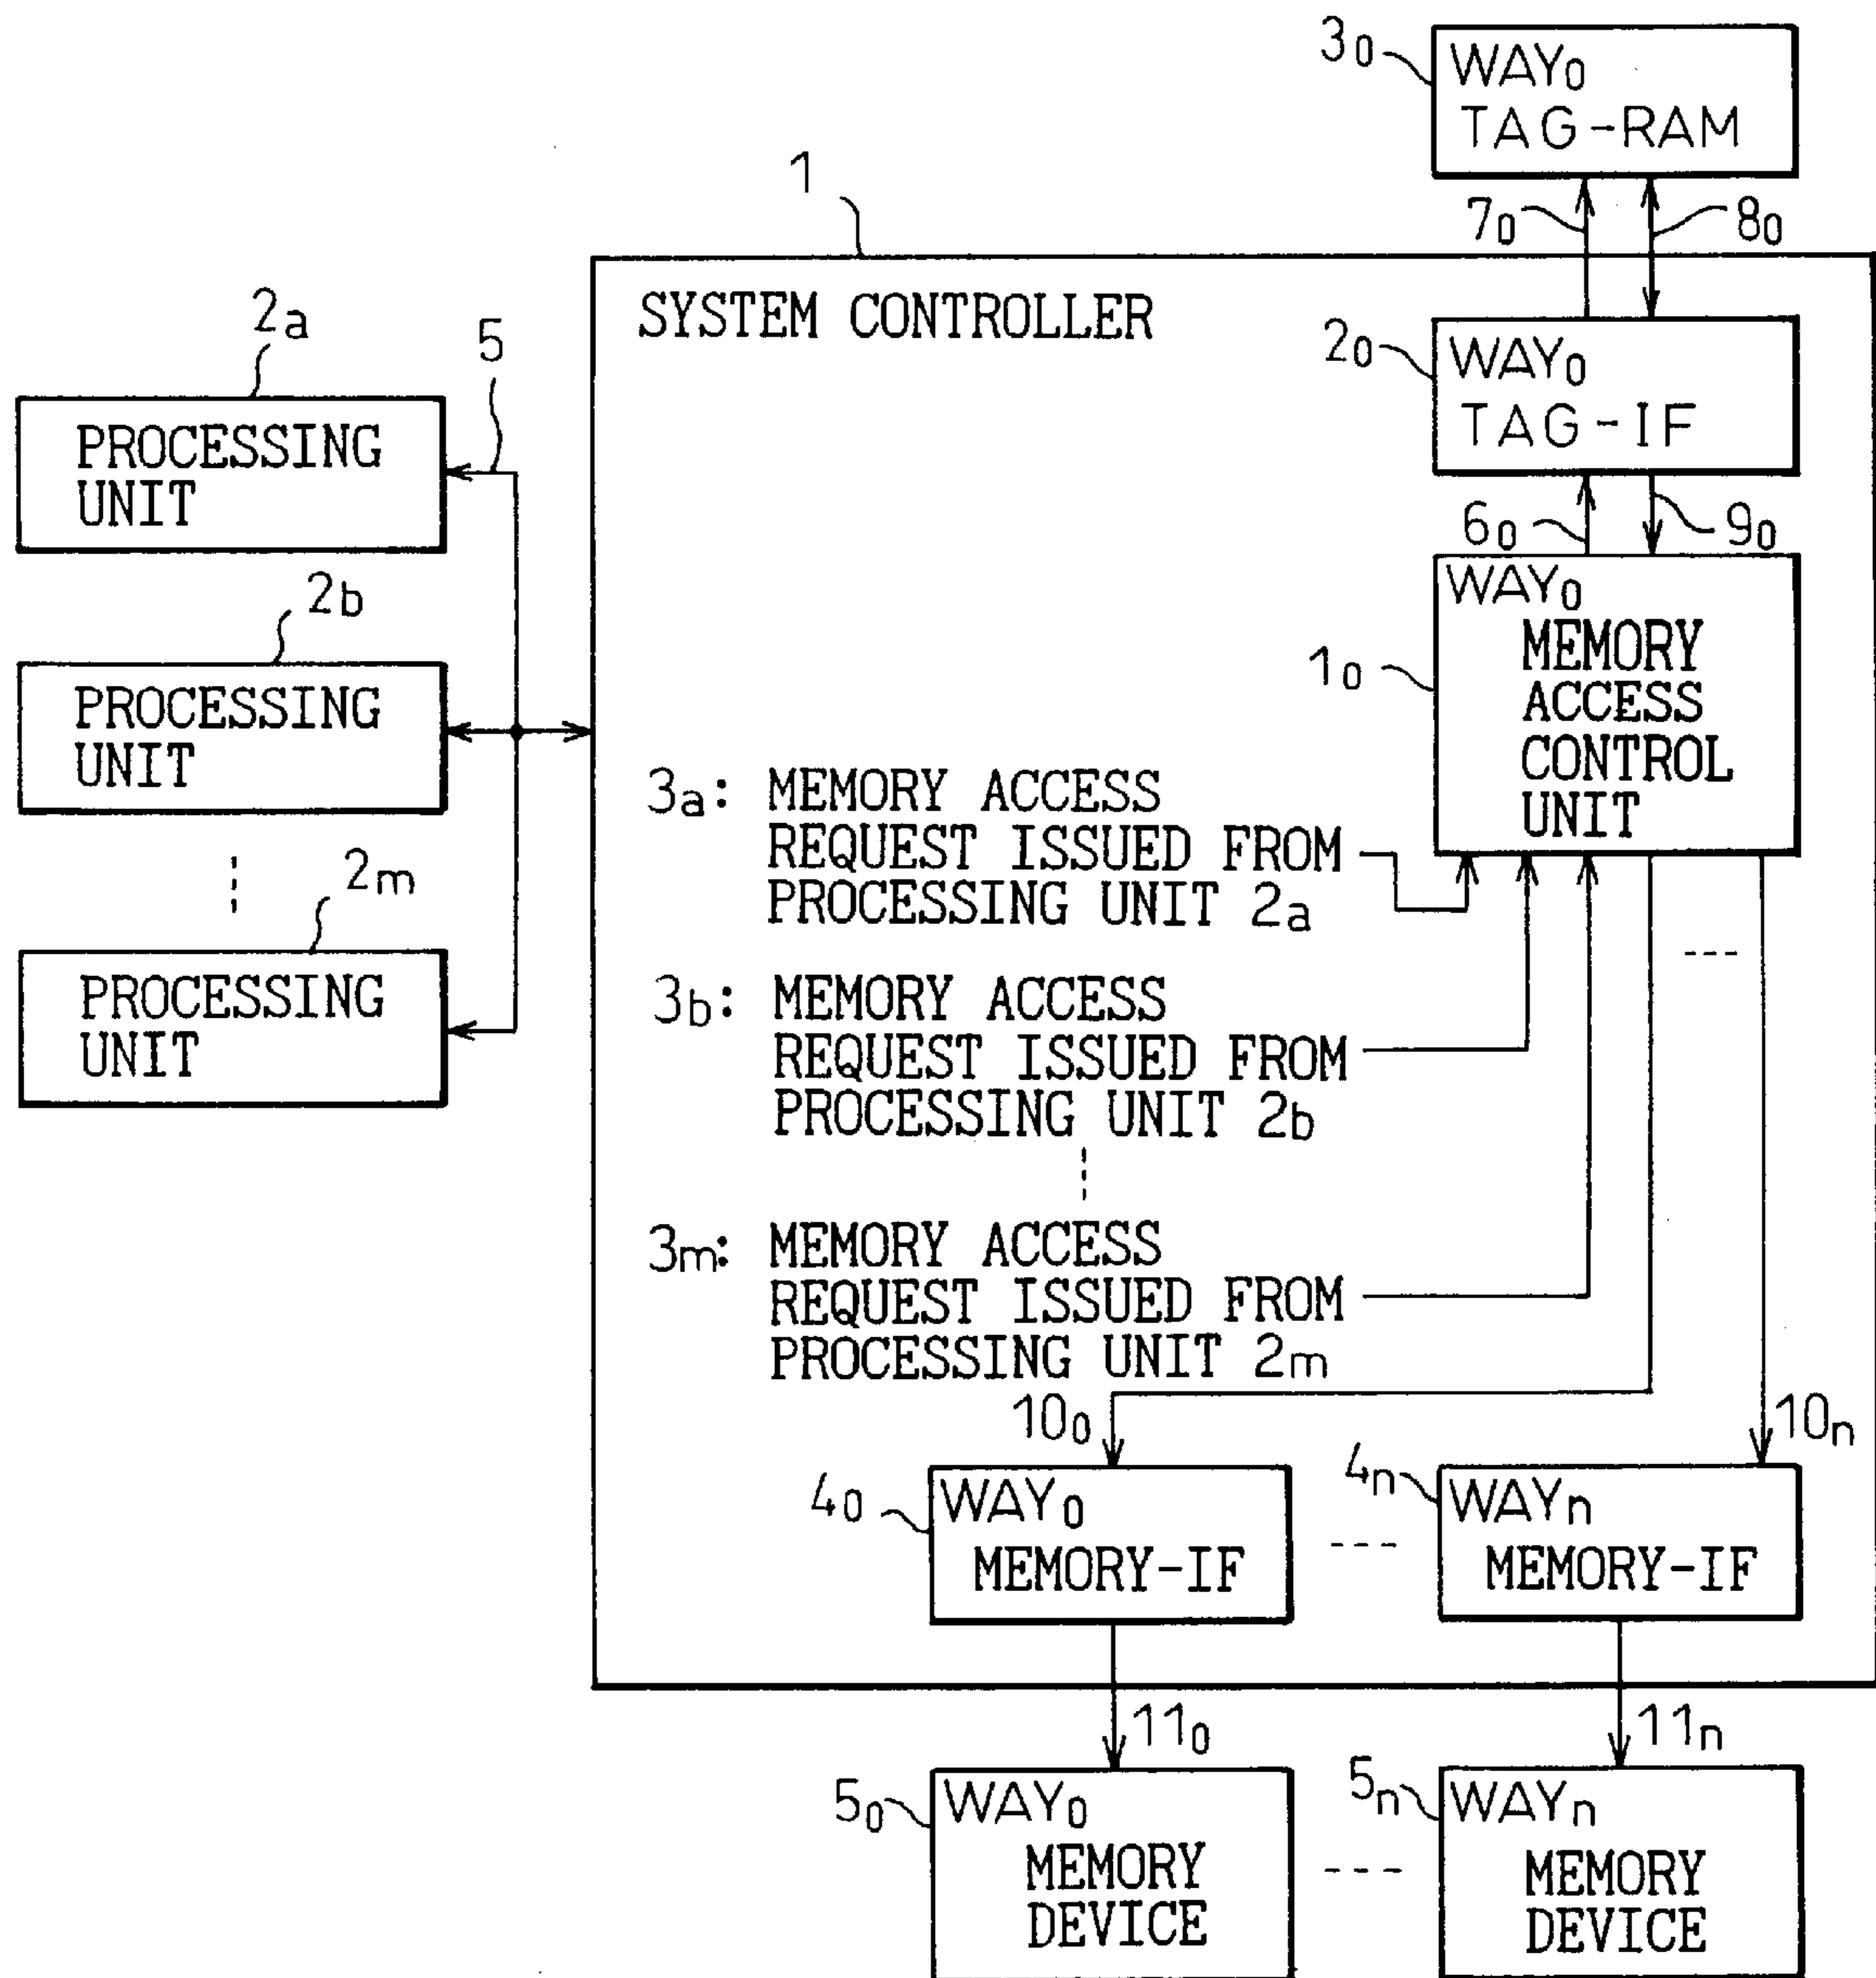 3₀
WAY₀
TAG-RAM
7₀
8₀
1
SYSTEM CONTROLLER
2₀
WAY₀
TAG-IF
6₀
9₀
2a
5
PROCESSING
UNIT
2b
PROCESSING
UNIT
2m
PROCESSING
UNIT
1₀
WAY₀
MEMORY
ACCESS
CONTROL
UNIT
3a: MEMORY ACCESS
REQUEST ISSUED FROM
PROCESSING UNIT 2a
3b: MEMORY ACCESS
REQUEST ISSUED FROM
PROCESSING UNIT 2b
3m: MEMORY ACCESS
REQUEST ISSUED FROM
PROCESSING UNIT 2m
10₀
10ₙ
4₀
WAY₀
MEMORY-IF
4ₙ
WAYₙ
MEMORY-IF
11₀
11ₙ
5₀
WAY₀
MEMORY
DEVICE
5ₙ
WAYₙ
MEMORY
DEVICE